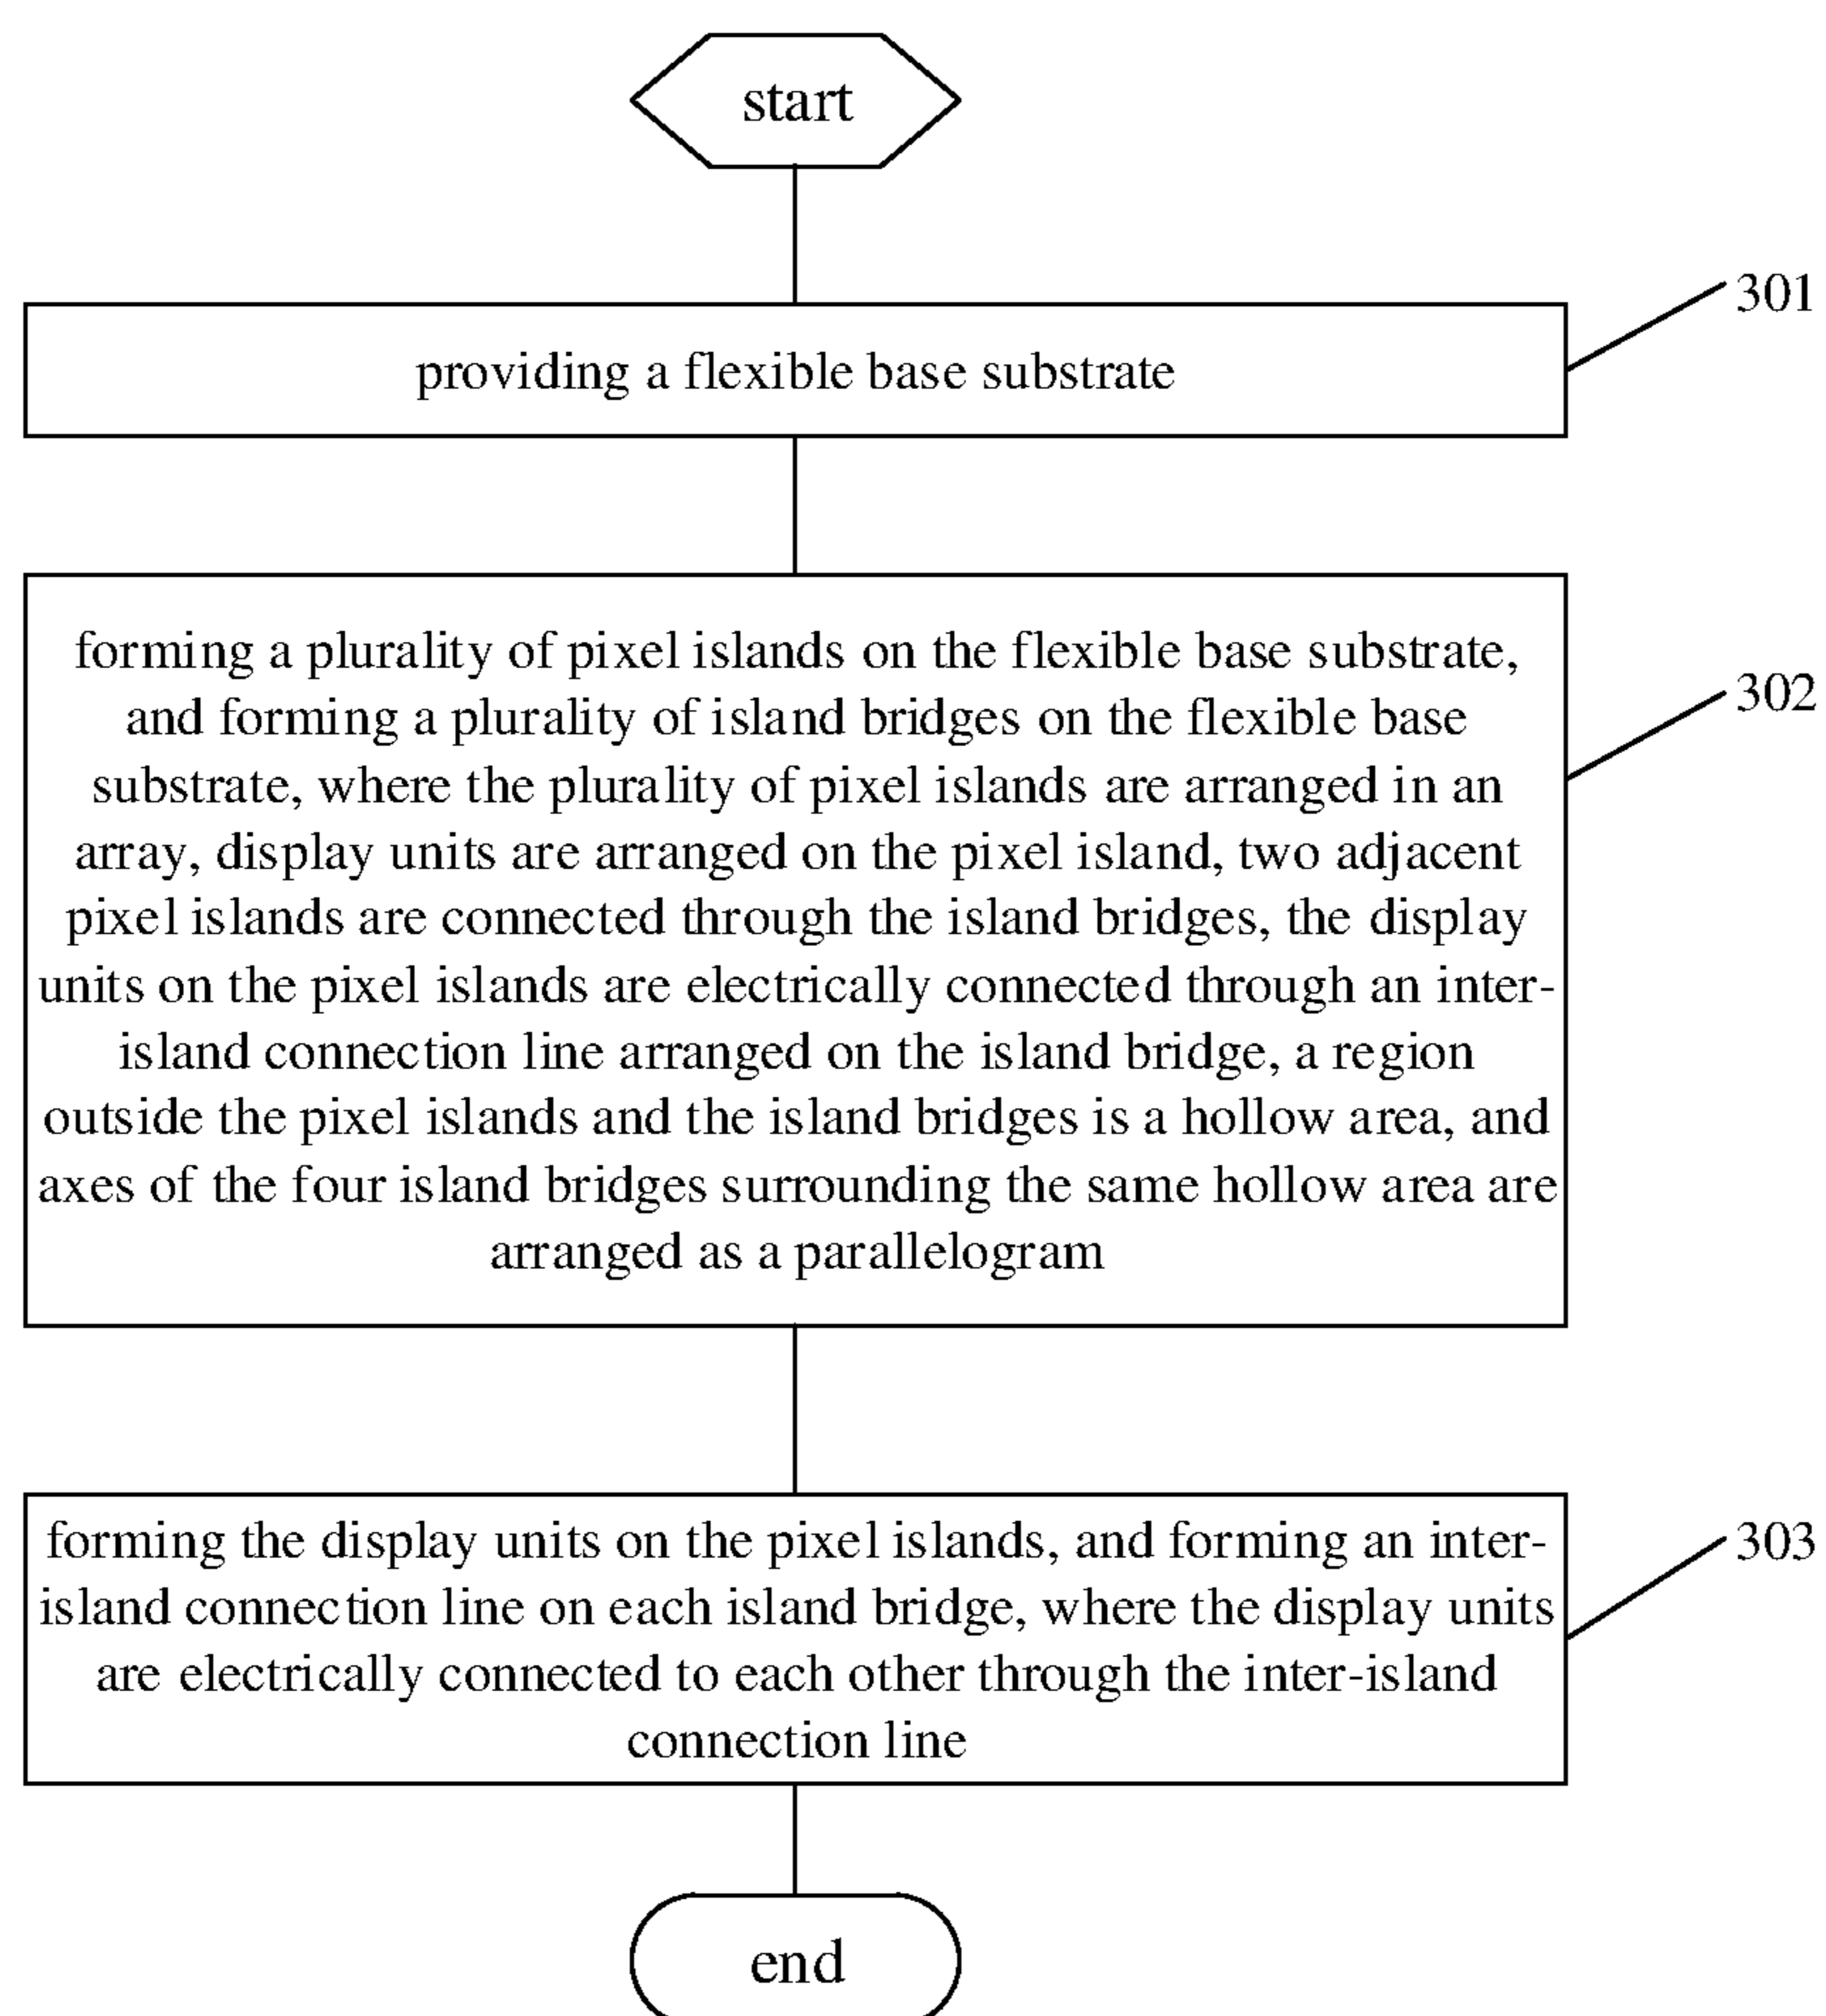 start
301
providing a flexible base substrate
302
forming a plurality of pixel islands on the flexible base substrate,
and forming a plurality of island bridges on the flexible base
substrate, where the plurality of pixel islands are arranged in an
array, display units are arranged on the pixel island, two adjacent
pixel islands are connected through the island bridges, the display
units on the pixel islands are electrically connected through an inter-
island connection line arranged on the island bridge, a region
outside the pixel islands and the island bridges is a hollow area, and
axes of the four island bridges surrounding the same hollow area are
arranged as a parallelogram
303
forming the display units on the pixel islands, and forming an inter-
island connection line on each island bridge, where the display units
are electrically connected to each other through the inter-island
connection line
end